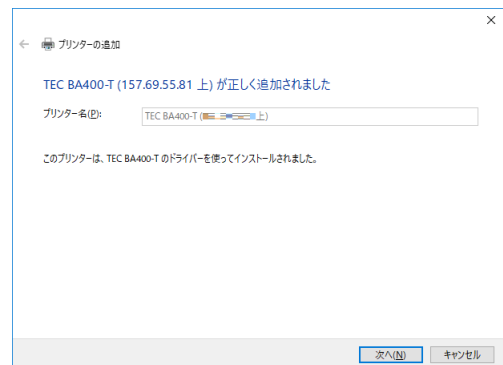 プリンターの追加
TEC BA400-T (157.69.55.81 上) が正しく追加されました
プリンター名(P):
TEC BA400-T ( 上)
このプリンターは、TEC BA400-T のドライバーを使ってインストールされました。
次へ(N)
キャンセル